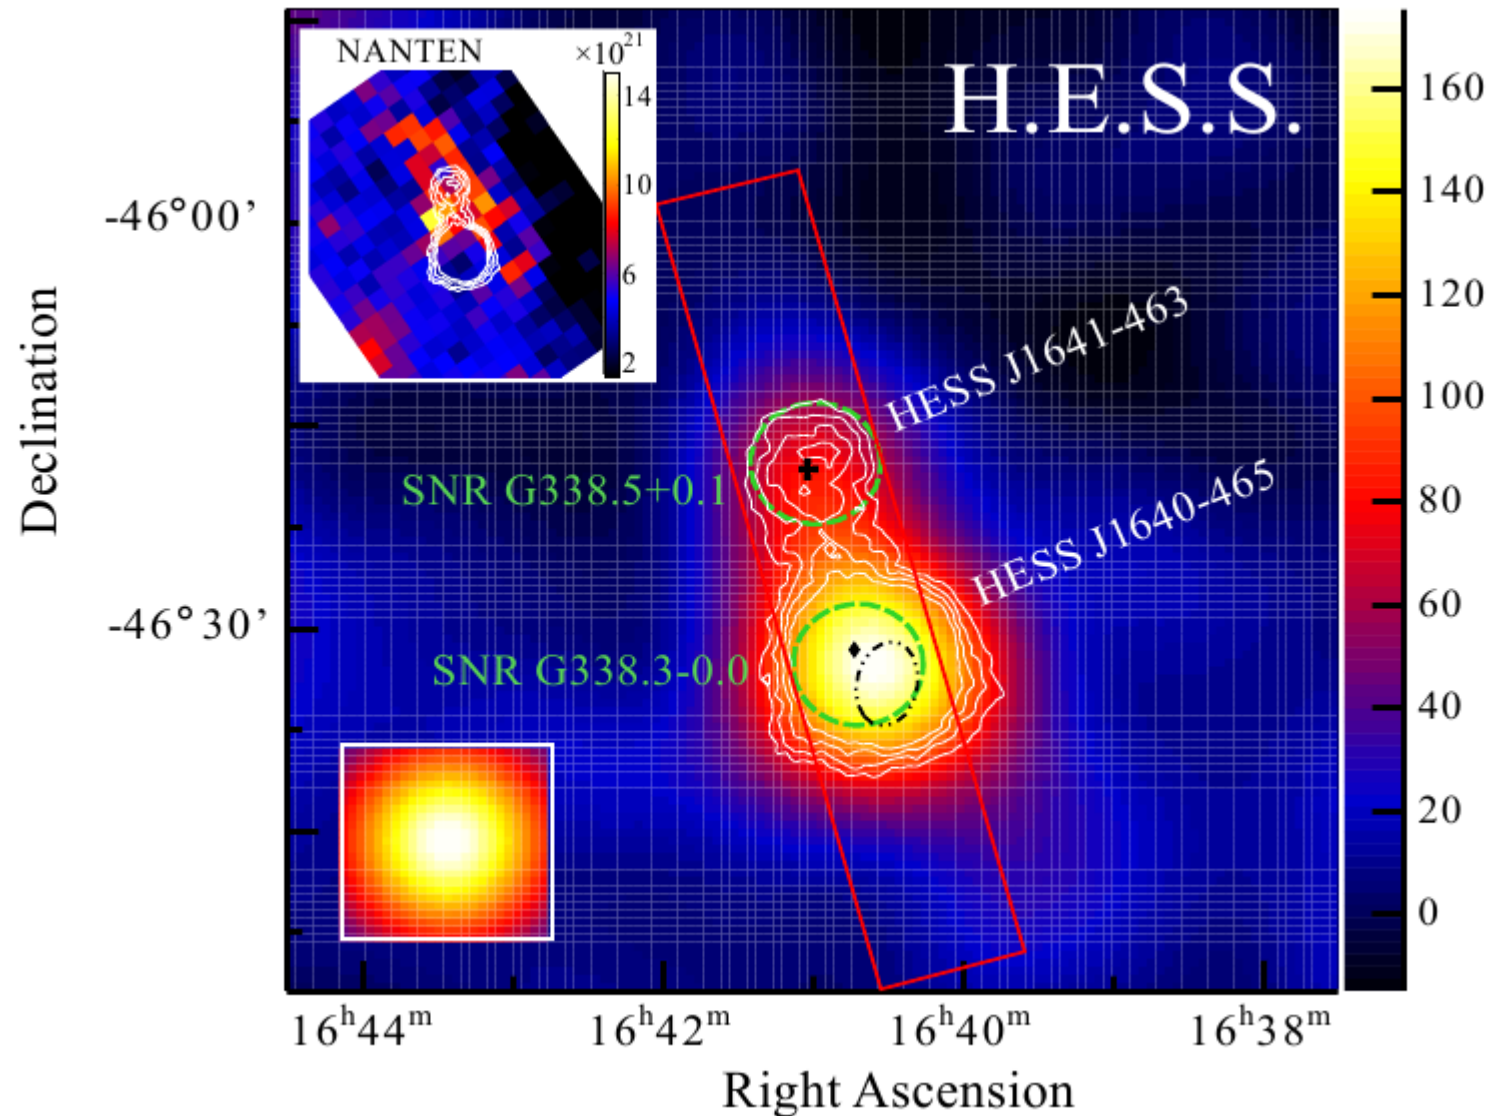 NANTEN
×10²¹
14
10
6
2
H.E.S.S.
160
140
120
100
80
60
40
20
0
-46°00’
-46°30’
Declination
HESS J1641-463
SNR G338.5+0.1
HESS J1640-465
SNR G338.3-0.0
16ʰ44ᵐ
16ʰ42ᵐ
16ʰ40ᵐ
16ʰ38ᵐ
Right Ascension